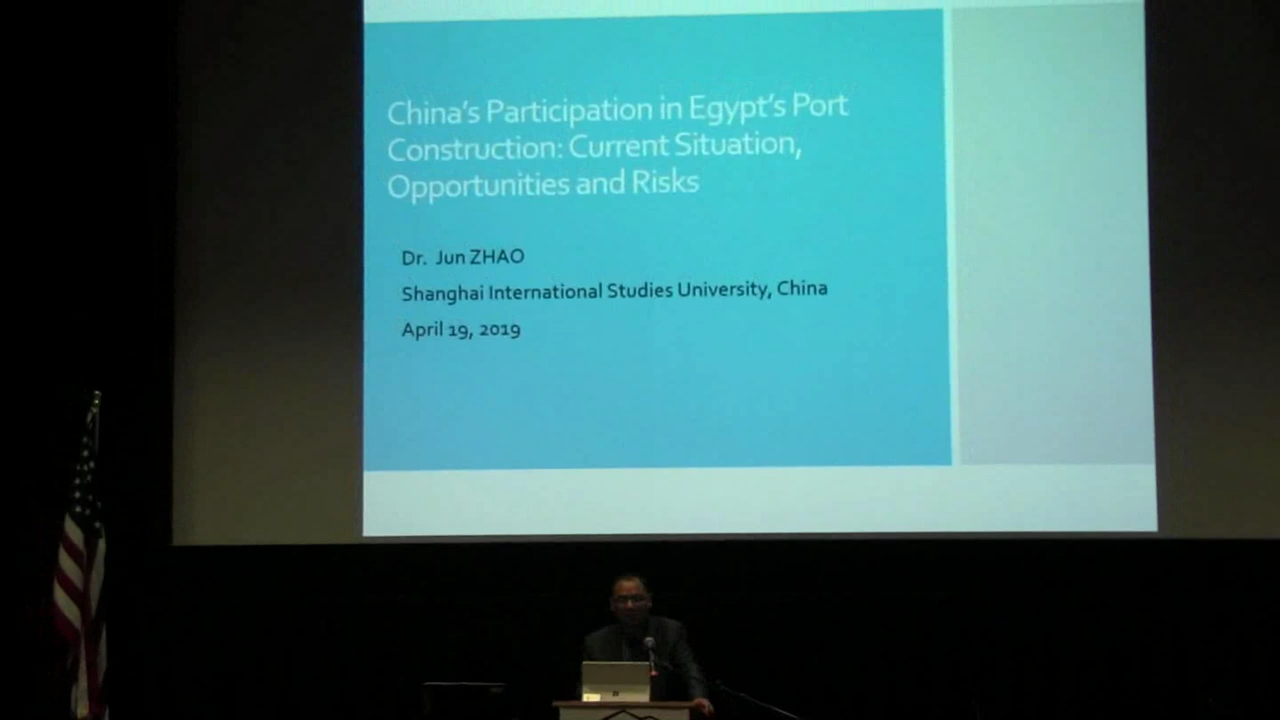 China's Participation in Egypt's Port
Construction: Current Situation,
Opportunities and Risks
Dr. Jun ZHAO
Shanghai International Studies University, China
April 19, 2019